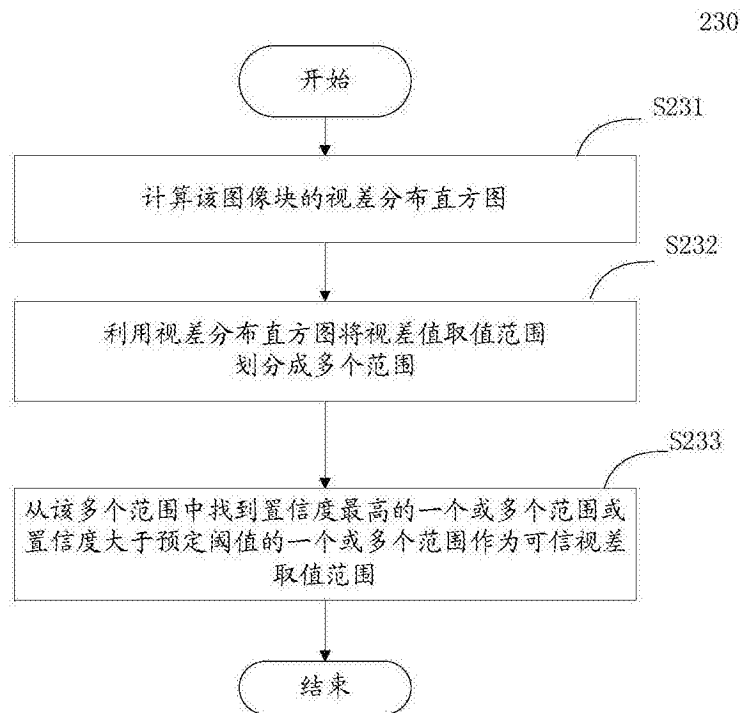 230
开始
S231
计算该图像块的视差分布直方图
S232
利用视差分布直方图将视差值取值范围
划分成多个范围
S233
从该多个范围中找到置信度最高的一个或多个范围或
置信度大于预定阈值的一个或多个范围作为可信视差
取值范围
结束